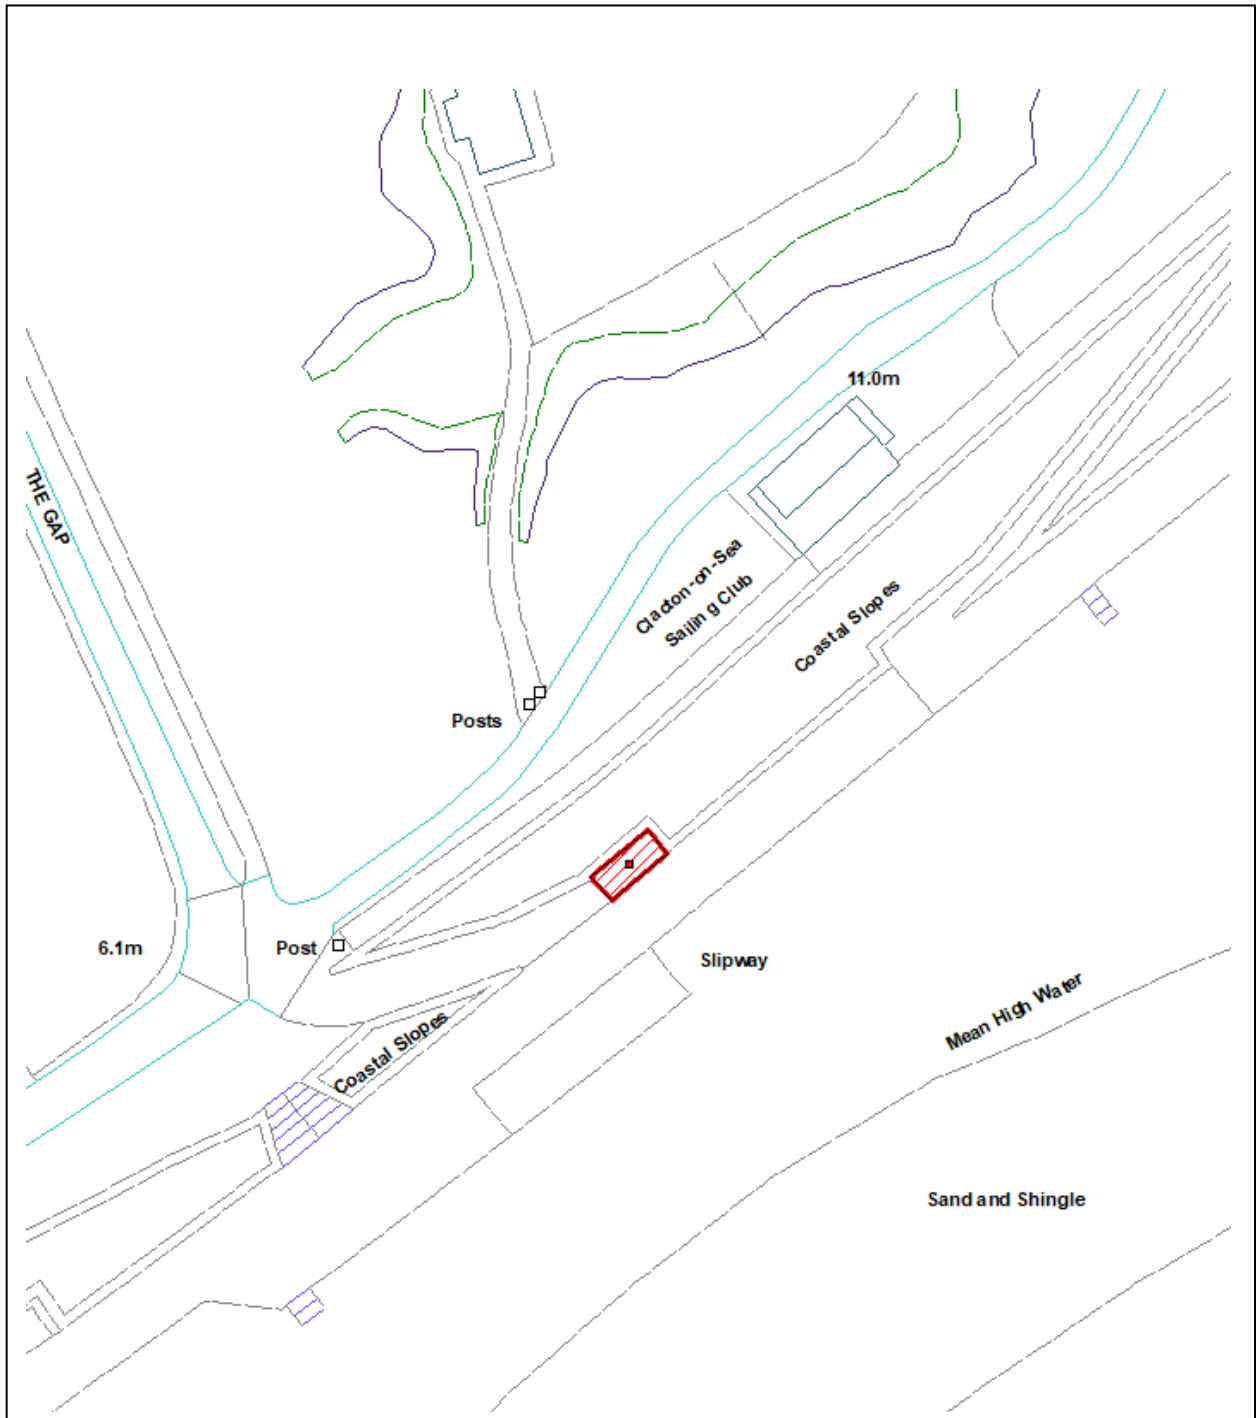 11.0m
THE GAP
Clacton-on-Sea
Sailing Club
Coastal Slopes
Posts
6.1m
Post
Slipway
Mean High Water
Coastal Slopes
Sand and Shingle